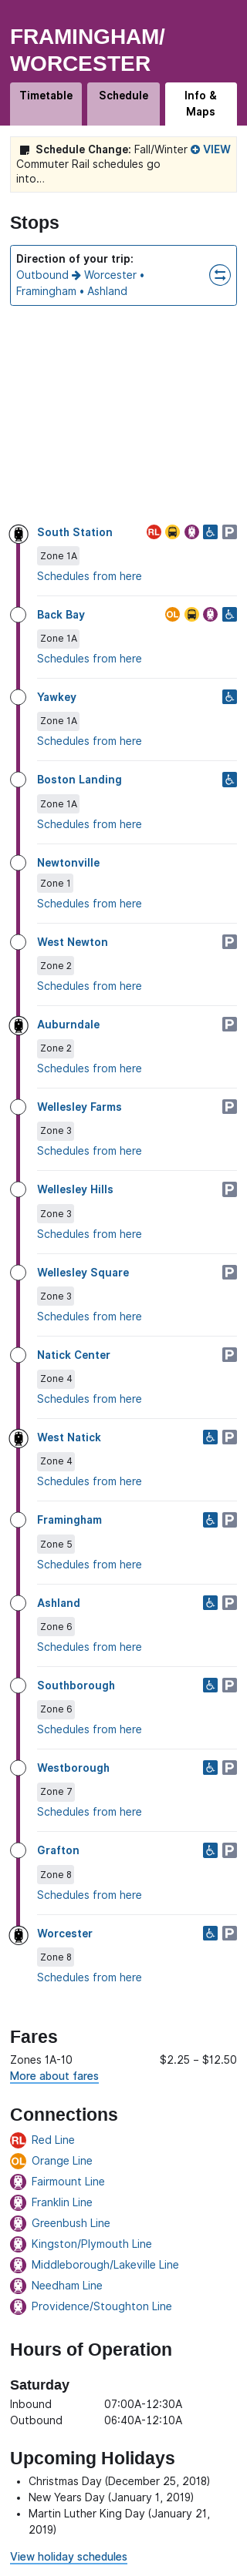 FRAMINGHAM/
WORCESTER
Timetable
Schedule
Info &
Maps
Schedule Change: Fall/Winter VIEW
Commuter Rail schedules go
into...
Stops
Direction of your trip:
Outbound → Worcester •
Framingham • Ashland
South Station RL P
Zone 1A
Schedules from here
Back Bay OL
Zone 1A
Schedules from here
Yawkey
Zone 1A
Schedules from here
Boston Landing
Zone 1A
Schedules from here
Newtonville
Zone 1
Schedules from here
West Newton P
Zone 2
Schedules from here
Auburndale P
Zone 2
Schedules from here
Wellesley Farms P
Zone 3
Schedules from here
Wellesley Hills P
Zone 3
Schedules from here
Wellesley Square P
Zone 3
Schedules from here
Natick Center P
Zone 4
Schedules from here
West Natick P
Zone 4
Schedules from here
Framingham P
Zone 5
Schedules from here
Ashland P
Zone 6
Schedules from here
Southborough P
Zone 6
Schedules from here
Westborough P
Zone 7
Schedules from here
Grafton P
Zone 8
Schedules from here
Worcester P
Zone 8
Schedules from here
Fares
Zones 1A-10 $2.25 – $12.50
More about fares
Connections
RL Red Line
OL Orange Line
Fairmount Line
Franklin Line
Greenbush Line
Kingston/Plymouth Line
Middleborough/Lakeville Line
Needham Line
Providence/Stoughton Line
Hours of Operation
Saturday
Inbound 07:00A-12:30A
Outbound 06:40A-12:10A
Upcoming Holidays
• Christmas Day (December 25, 2018)
• New Years Day (January 1, 2019)
• Martin Luther King Day (January 21,
2019)
View holiday schedules